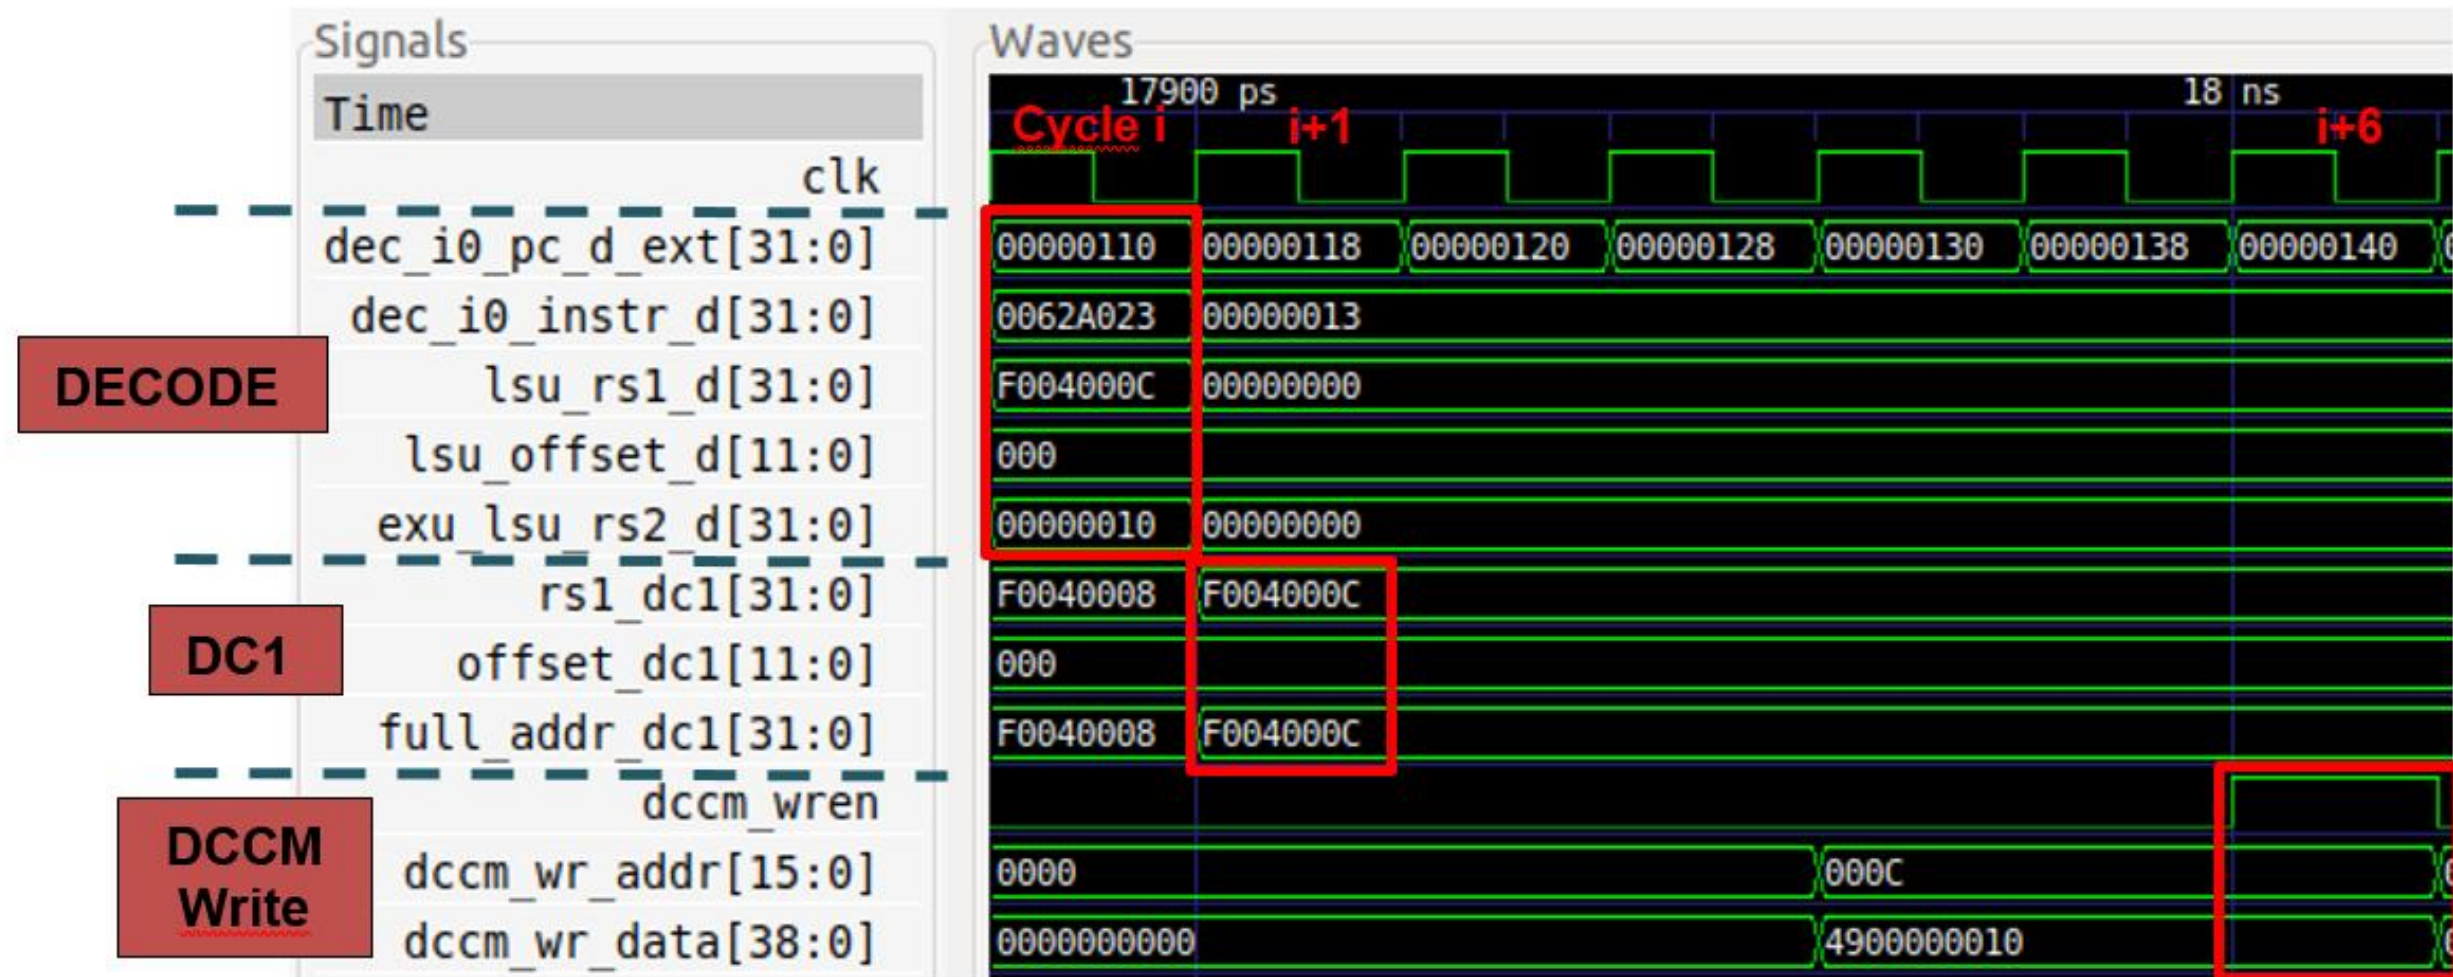 Signals
Waves
Time
17900 ps
18 ns
Cycle i
i+1
i+6
clk
DECODE
dec_i0_pc_d_ext[31:0]
00000110 00000118 00000120 00000128 00000130 00000138 00000140
dec_i0_instr_d[31:0]
0062A023 00000013
lsu_rs1_d[31:0]
F004000C 00000000
lsu_offset_d[11:0]
000
exu_lsu_rs2_d[31:0]
00000010 00000000
DC1
rs1_dc1[31:0]
F0040008 F004000C
offset_dc1[11:0]
000
full_addr_dc1[31:0]
F0040008 F004000C
DCCM
Write
dccm_wren
dccm_wr_addr[15:0]
0000 000C
dccm_wr_data[38:0]
0000000000 4900000010